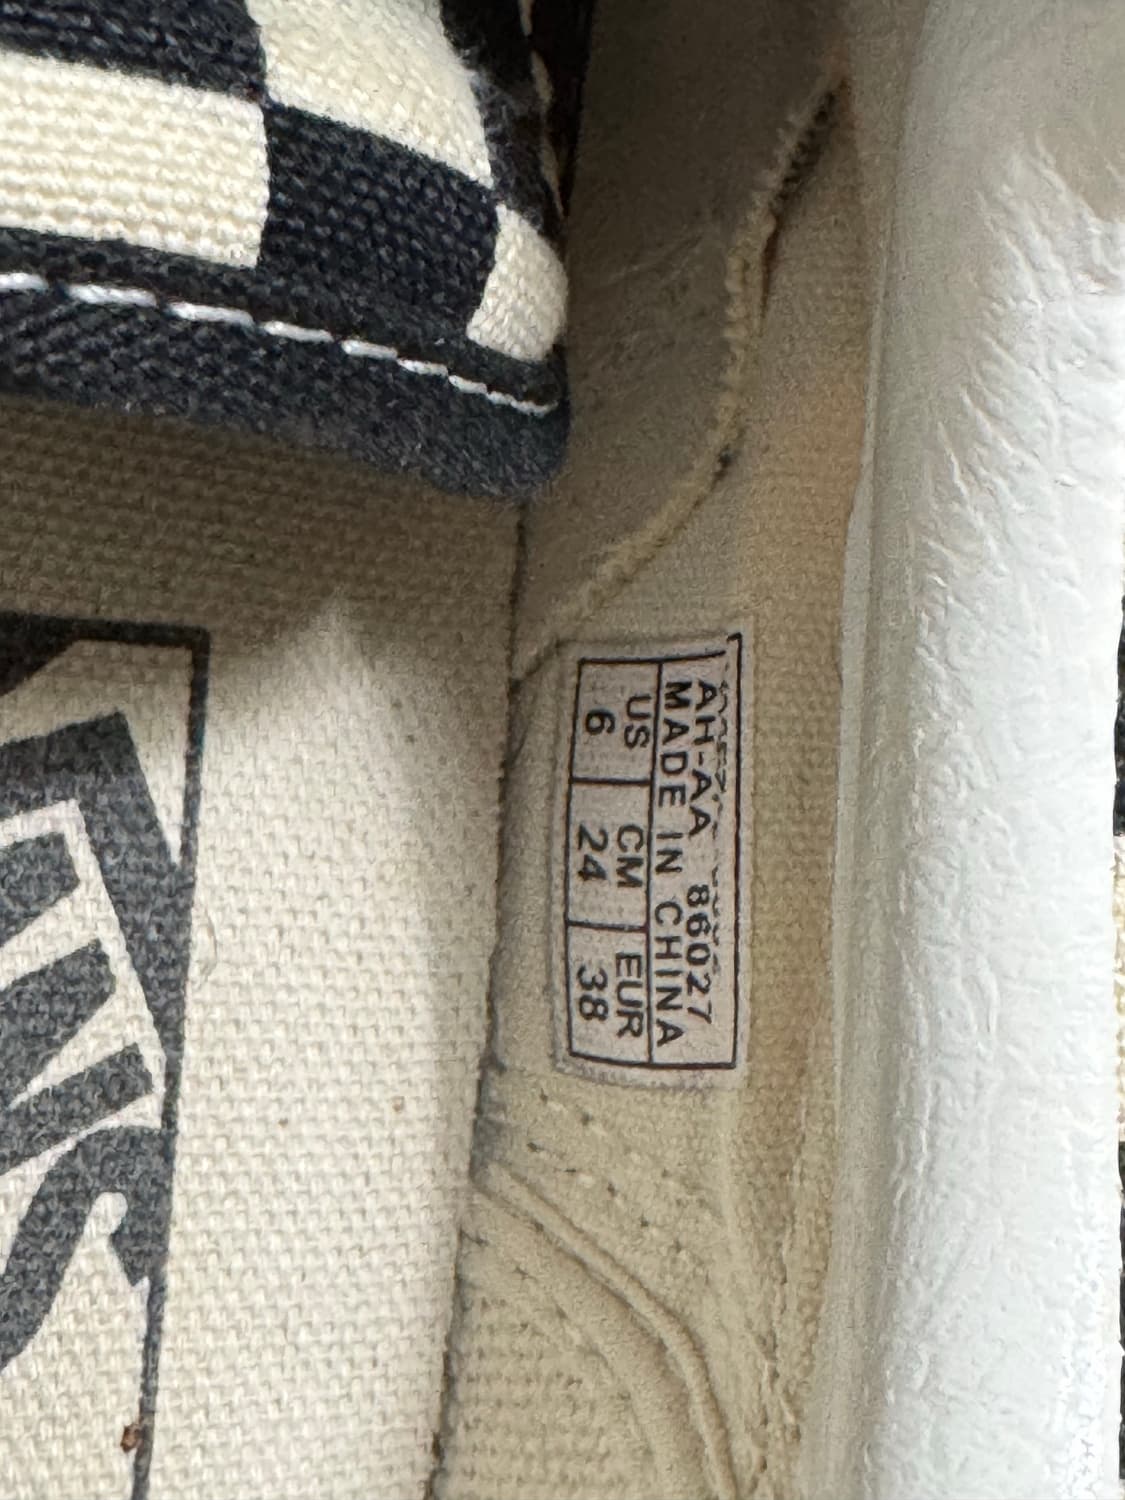 AH-AA 86027
MADE IN CHINA
US CM EUR
6 24 38